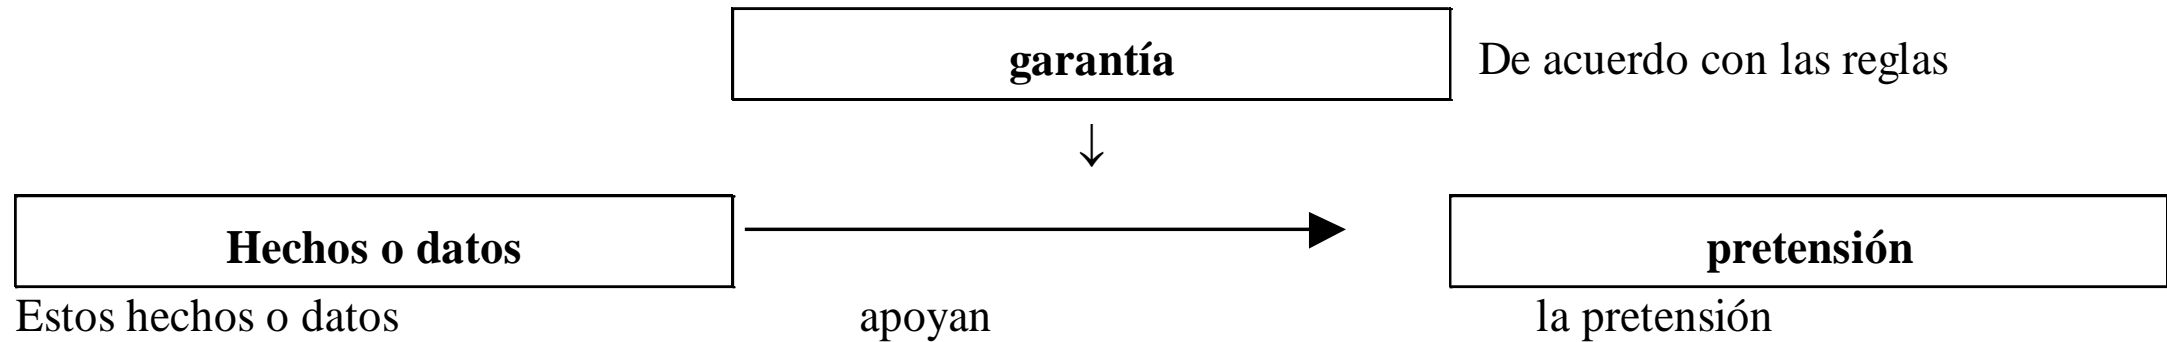 garantía De acuerdo con las reglas
↓
Hechos o datos pretensión
Estos hechos o datos apoyan la pretensión